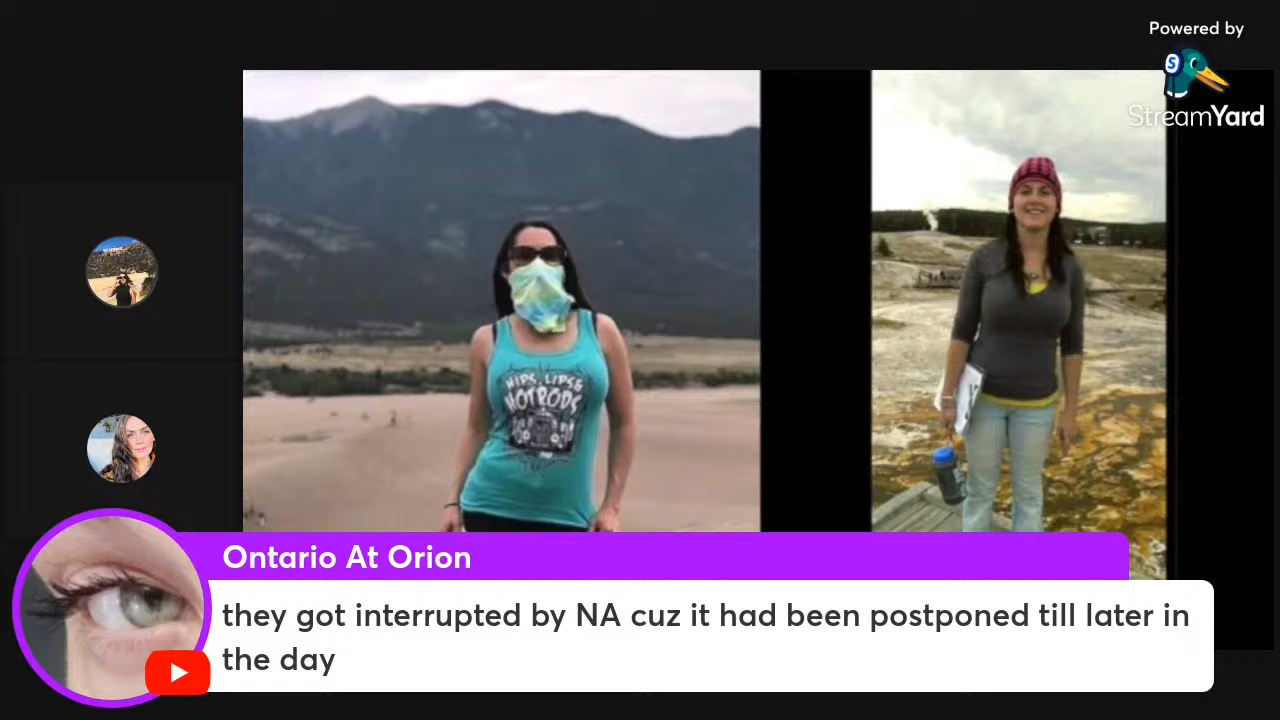 Powered by
StreamYard
HIPS, LIPS &
HOTRODS
Ontario At Orion
they got interrupted by NA cuz it had been postponed till later in
the day